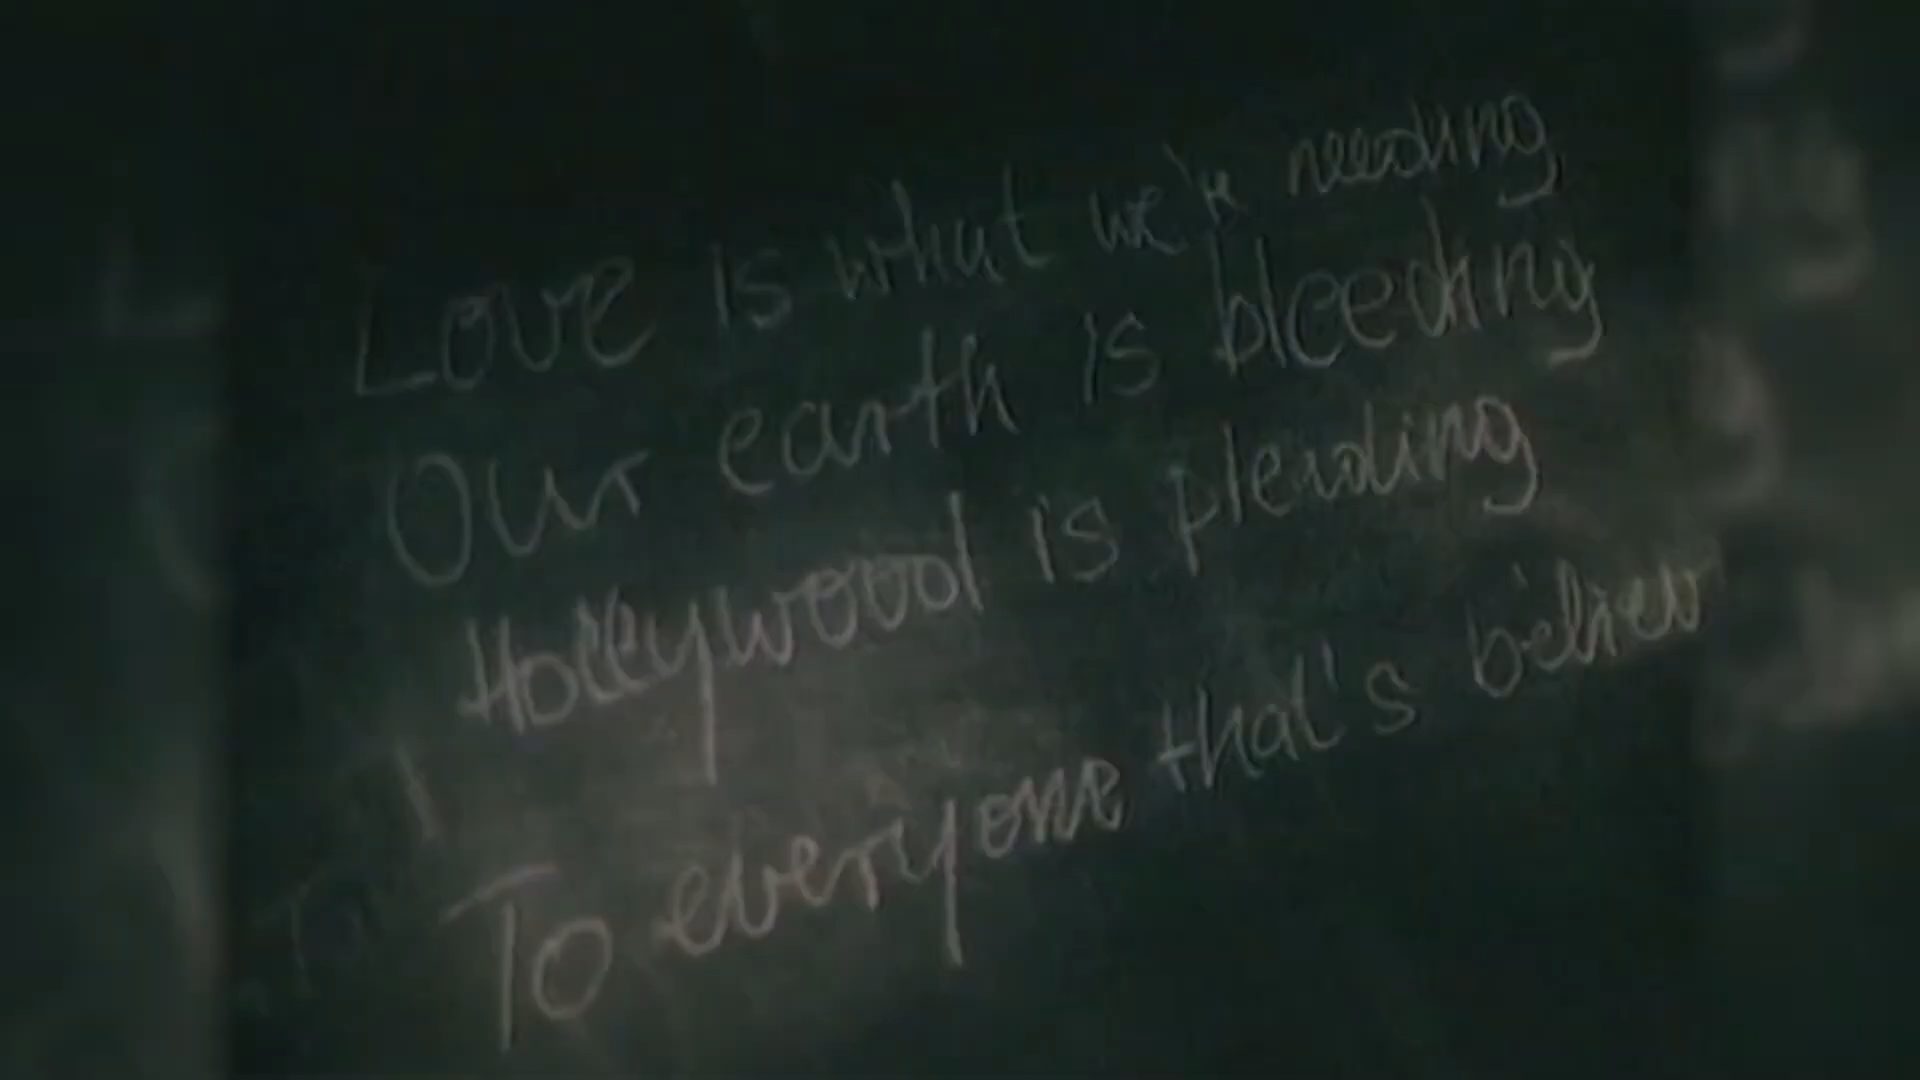 Love is what we're needing
Our earth is bleeding
Hollywood is pleading
To everyone that's believ